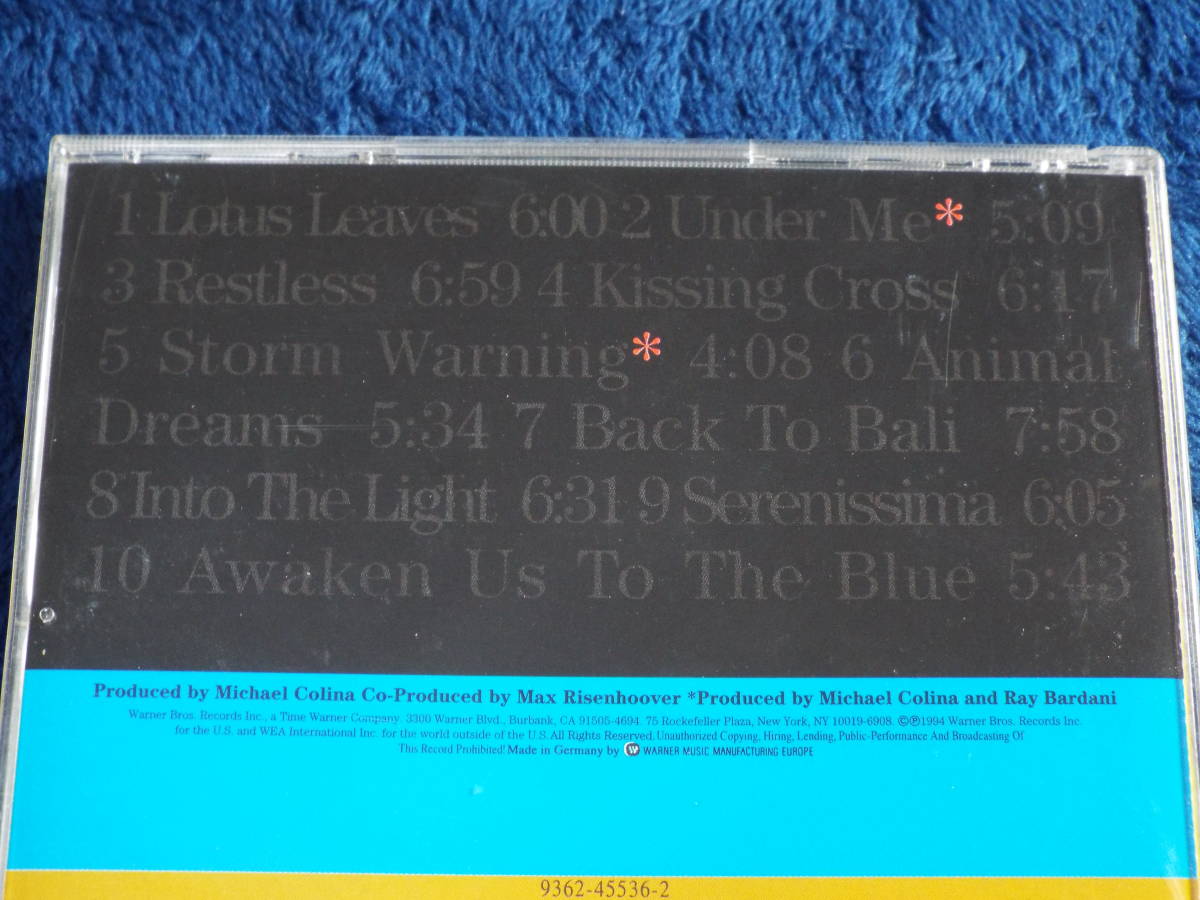 1 Lotus Leaves 6:00 2 Under Me* 5:09
3 Restless 6:59 4 Kissing Cross 6:17
5 Storm Warning* 4:08 6 Animal
Dreams 5:34 7 Back To Bali 7:58
8 Into The Light 6:31 9 Serenissima 6:05
10 Awaken Us To The Blue 5:43
Produced by Michael Colina Co-Produced by Max Risenhoover *Produced by Michael Colina and Ray Bardani
Warner Bros. Records Inc., a Time Warner Company. 3300 Warner Blvd., Burbank, CA 91505-4694. 75 Rockefeller Plaza, New York, NY 10019-6908. ©℗1994 Warner Bros. Records Inc.
for the U.S. and WEA International Inc. for the world outside of the U.S. All Rights Reserved. Unauthorized Copying, Hiring, Lending, Public-Performance And Broadcasting Of
This Record Prohibited! Made in Germany by WARNER MUSIC MANUFACTURING EUROPE
9362-45536-2